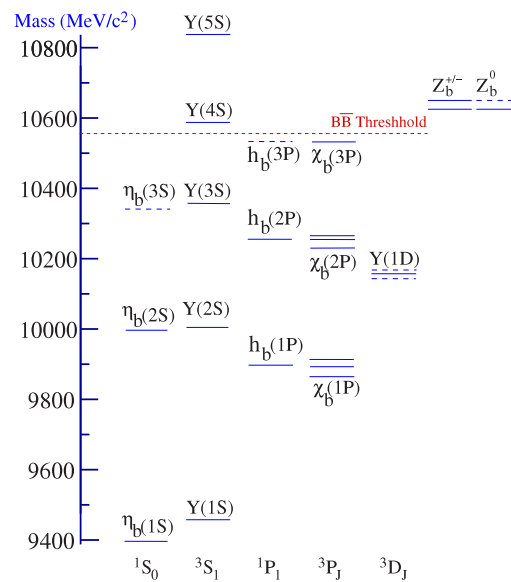 Mass (MeV/c²)
Y(5S)
10800
Z_b^{+/-} Z_b^0
Y(4S)
10600
BB̅ Threshhold
h_b(3P) χ_b(3P)
10400
η_b(3S) Y(3S)
h_b(2P)
10200
χ_b(2P) Y(1D)
η_b(2S) Y(2S)
10000
h_b(1P)
9800
χ_b(1P)
9600
η_b(1S) Y(1S)
9400
¹S₀ ³S₁ ¹P₁ ³P_J ³D_J